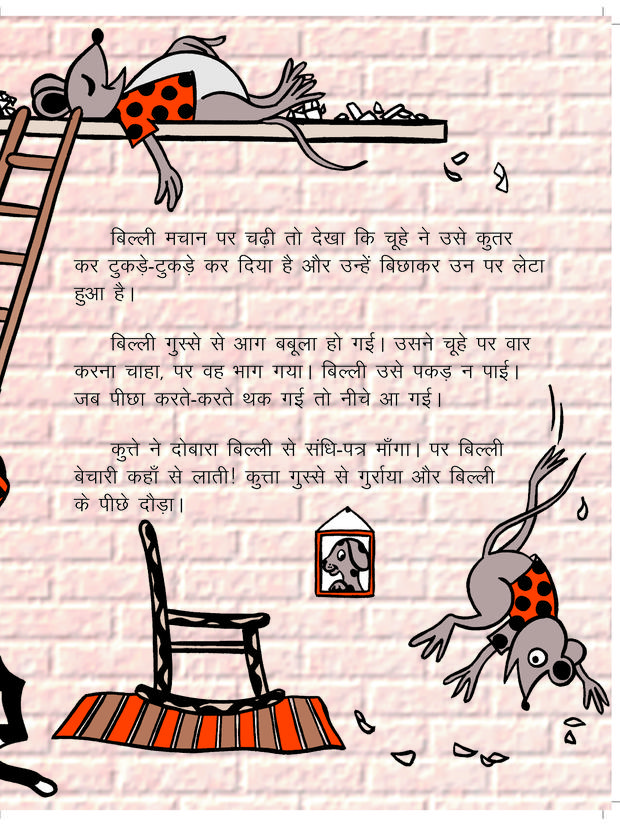 बिल्ली मचान पर चढ़ी तो देखा कि चूहे ने उसे कुतर
कर टुकड़े-टुकड़े कर दिया है और उन्हें बिछाकर उन पर लेटा
हुआ है।
बिल्ली गुस्से से आग बबूला हो गई। उसने चूहे पर वार
करना चाहा, पर वह भाग गया। बिल्ली उसे पकड़ न पाई।
जब पीछा करते-करते थक गई तो नीचे आ गई।
कुत्ते ने दोबारा बिल्ली से संधि-पत्र माँगा। पर बिल्ली
बेचारी कहाँ से लाती! कुत्ता गुस्से से गुर्राया और बिल्ली
के पीछे दौड़ा।